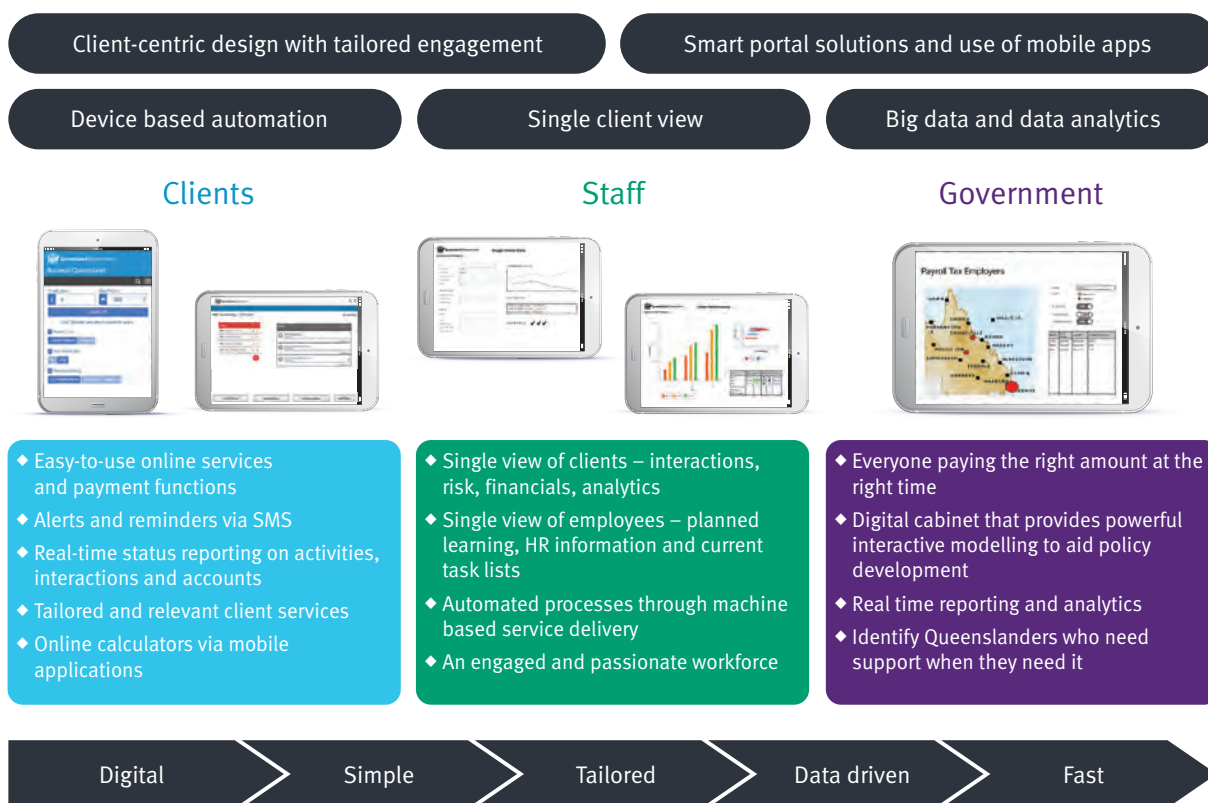 Client-centric design with tailored engagement
Smart portal solutions and use of mobile apps
Device based automation
Single client view
Big data and data analytics
Clients
Staff
Government
Payroll Tax Employers
◆ Easy-to-use online services
and payment functions
◆ Alerts and reminders via SMS
◆ Real-time status reporting on activities,
interactions and accounts
◆ Tailored and relevant client services
◆ Online calculators via mobile
applications
◆ Single view of clients – interactions,
risk, financials, analytics
◆ Single view of employees – planned
learning, HR information and current
task lists
◆ Automated processes through machine
based service delivery
◆ An engaged and passionate workforce
◆ Everyone paying the right amount at the
right time
◆ Digital cabinet that provides powerful
interactive modelling to aid policy
development
◆ Real time reporting and analytics
◆ Identify Queenslanders who need
support when they need it
Digital
Simple
Tailored
Data driven
Fast